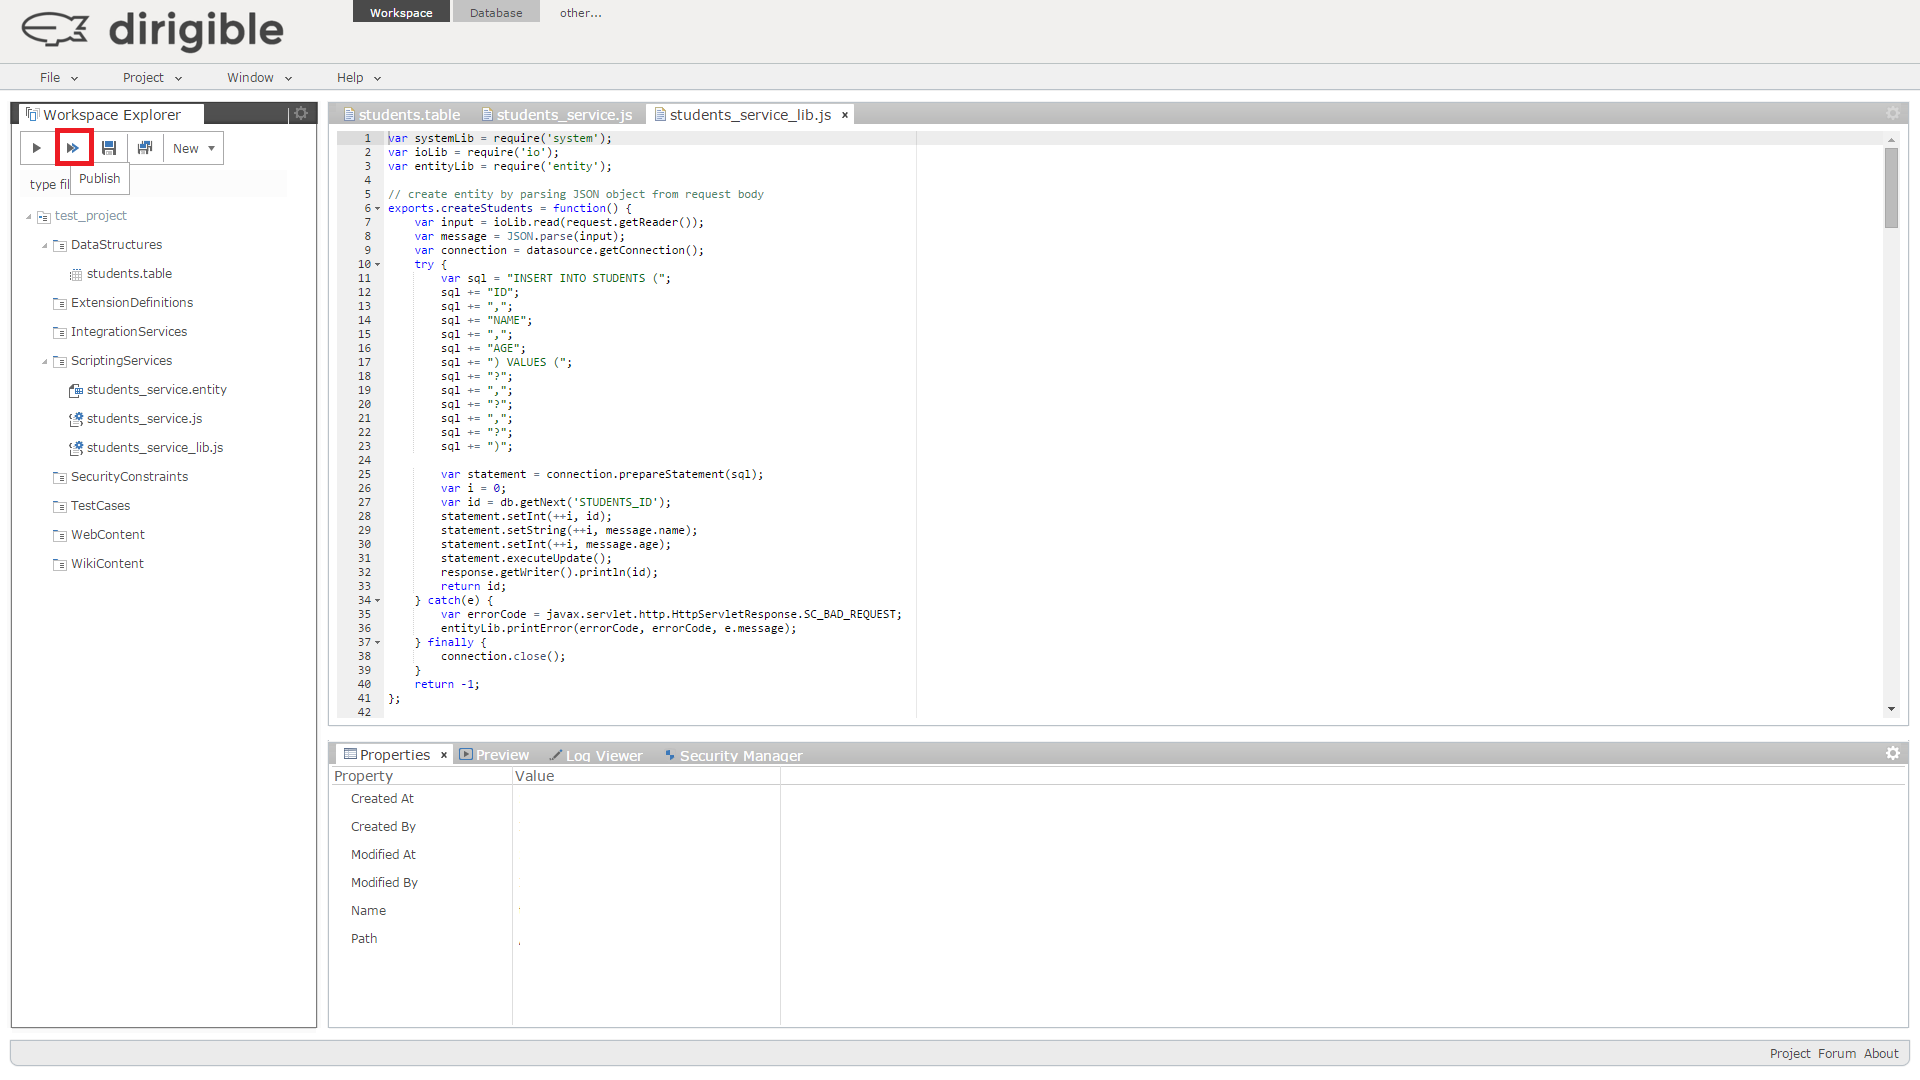 dirigible
Workspace
Database
other...
File
Project
Window
Help
Workspace Explorer
New
Publish
type fil
test_project
DataStructures
students.table
ExtensionDefinitions
IntegrationServices
ScriptingServices
students_service.entity
students_service.js
students_service_lib.js
SecurityConstraints
TestCases
WebContent
WikiContent
students.table
students_service.js
students_service_lib.js x
1 var systemLib = require('system');
2 var ioLib = require('io');
3 var entityLib = require('entity');
4
5 // create entity by parsing JSON object from request body
6 exports.createStudents = function() {
7 var input = ioLib.read(request.getReader());
8 var message = JSON.parse(input);
9 var connection = datasource.getConnection();
10 try {
11 var sql = "INSERT INTO STUDENTS (";
12 sql += "ID";
13 sql += ",";
14 sql += "NAME";
15 sql += ",";
16 sql += "AGE";
17 sql += ") VALUES (";
18 sql += "?";
19 sql += ",";
20 sql += "?";
21 sql += ",";
22 sql += "?";
23 sql += ")";
24
25 var statement = connection.prepareStatement(sql);
26 var i = 0;
27 var id = db.getNext('STUDENTS_ID');
28 statement.setInt(++i, id);
29 statement.setString(++i, message.name);
30 statement.setInt(++i, message.age);
31 statement.executeUpdate();
32 response.getWriter().println(id);
33 return id;
34 } catch(e) {
35 var errorCode = javax.servlet.http.HttpServletResponse.SC_BAD_REQUEST;
36 entityLib.printError(errorCode, errorCode, e.message);
37 } finally {
38 connection.close();
39 }
40 return -1;
41 };
42
Properties x
Preview
Log Viewer
Security Manager
Property Value
Created At
Created By
Modified At
Modified By
Name
Path
Project Forum About